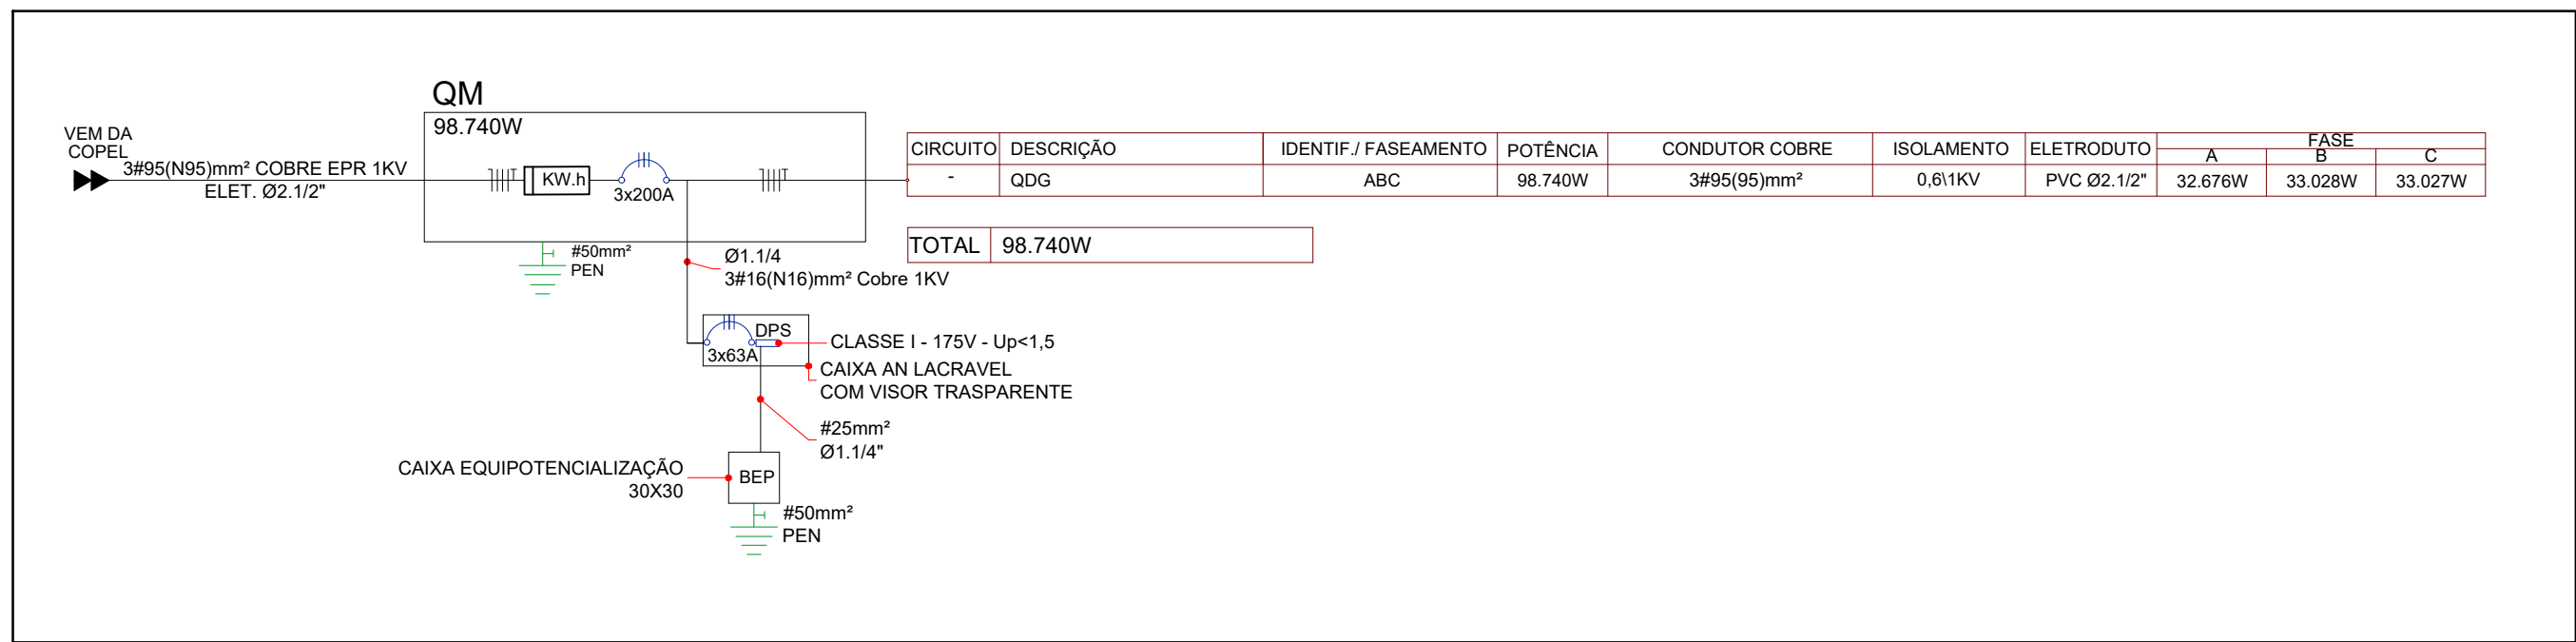 QM
98.740W
VEM DA
COPEL
3#95(N95)mm² COBRE EPR 1KV
ELET. Ø2.1/2"
KW.h
3x200A
CIRCUITO DESCRIÇÃO IDENTIF./ FASEAMENTO POTÊNCIA CONDUTOR COBRE ISOLAMENTO ELETRODUTO FASE
A B C
- QDG ABC 98.740W 3#95(95)mm² 0,6\1KV PVC Ø2.1/2" 32.676W 33.028W 33.027W
TOTAL 98.740W
#50mm²
PEN
Ø1.1/4
3#16(N16)mm² Cobre 1KV
DPS
3x63A
CLASSE I - 175V - Up<1,5
CAIXA AN LACRAVEL
COM VISOR TRASPARENTE
#25mm²
Ø1.1/4"
CAIXA EQUIPOTENCIALIZAÇÃO
30X30
BEP
#50mm²
PEN